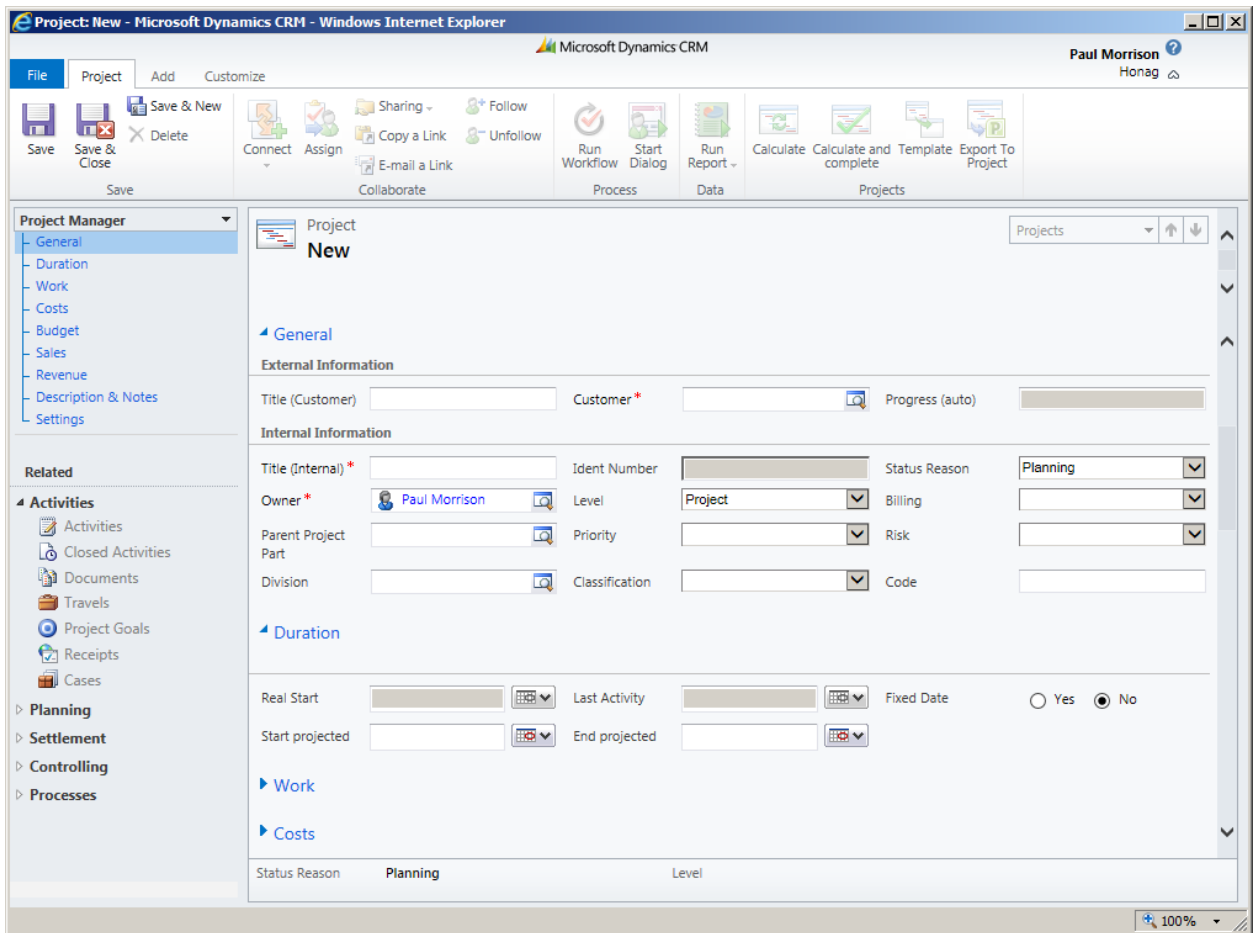 Project: New - Microsoft Dynamics CRM - Windows Internet Explorer
Microsoft Dynamics CRM
Paul Morrison
Honag
File Project Add Customize
Save
Save & Close
Save & New
Delete
Save
Connect
Assign
Sharing
Copy a Link
E-mail a Link
Follow
Unfollow
Collaborate
Run Workflow
Start Dialog
Process
Run Report
Data
Calculate
Calculate and complete
Template
Export To Project
Projects
Project Manager
General
Duration
Work
Costs
Budget
Sales
Revenue
Description & Notes
Settings
Related
Activities
Activities
Closed Activities
Documents
Travels
Project Goals
Receipts
Cases
Planning
Settlement
Controlling
Processes
Project
New
Projects
General
External Information
Title (Customer) Customer* Progress (auto)
Internal Information
Title (Internal)* Ident Number Status Reason Planning
Owner* Paul Morrison Level Project Billing
Parent Project Part Priority Risk
Division Classification Code
Duration
Real Start Last Activity Fixed Date Yes No
Start projected End projected
Work
Costs
Status Reason Planning Level
100%